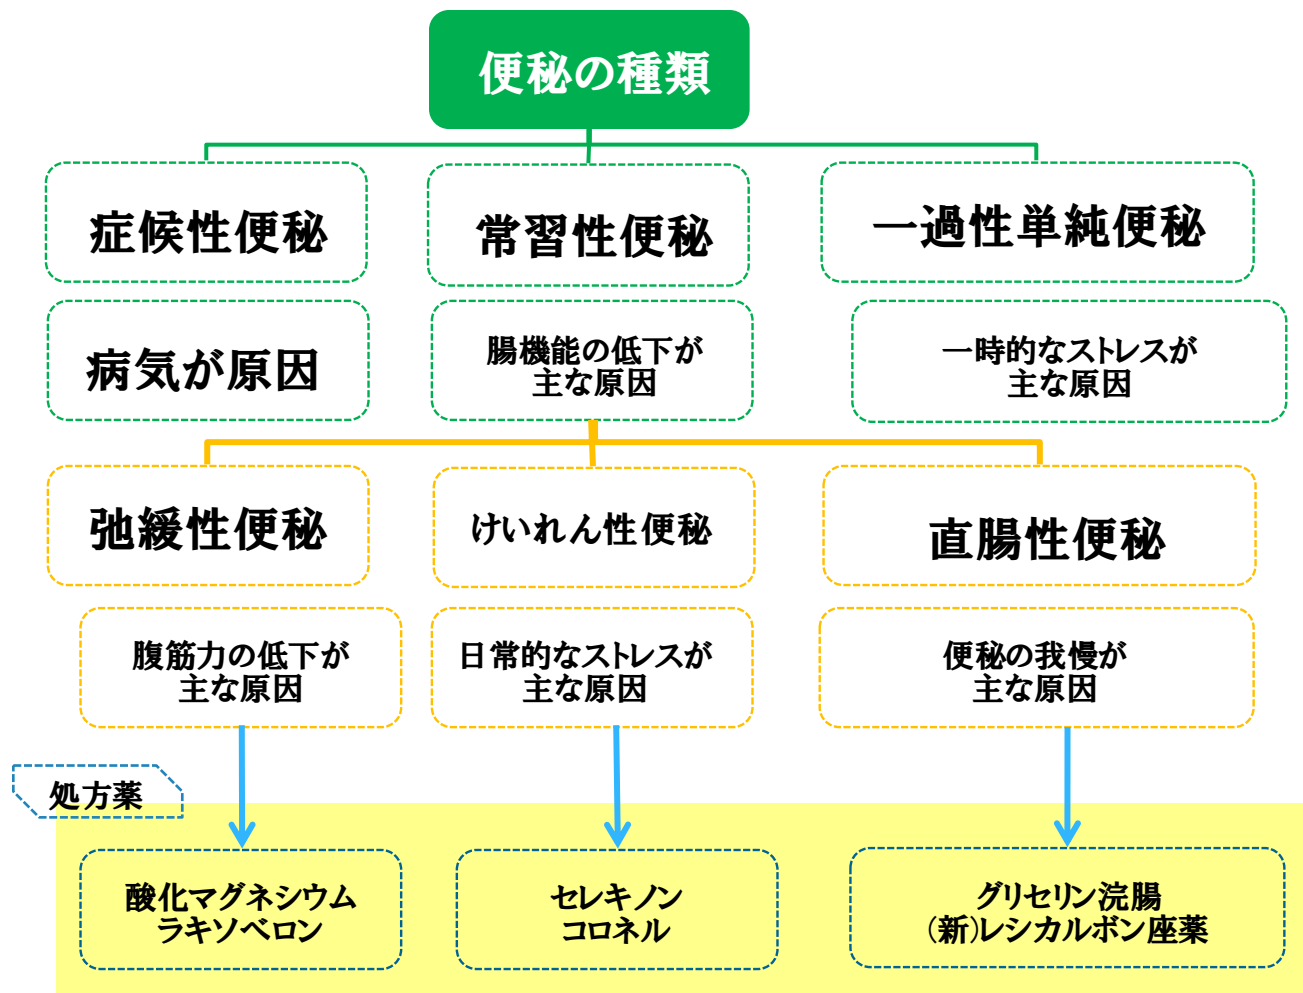 便秘の種類
症候性便秘
常習性便秘
一過性単純便秘
病気が原因
腸機能の低下が
主な原因
一時的なストレスが
主な原因
弛緩性便秘
けいれん性便秘
直腸性便秘
腹筋力の低下が
主な原因
日常的なストレスが
主な原因
便秘の我慢が
主な原因
処方薬
酸化マグネシウム
ラキソベロン
セレキノン
コロネル
グリセリン浣腸
(新)レシカルボン座薬